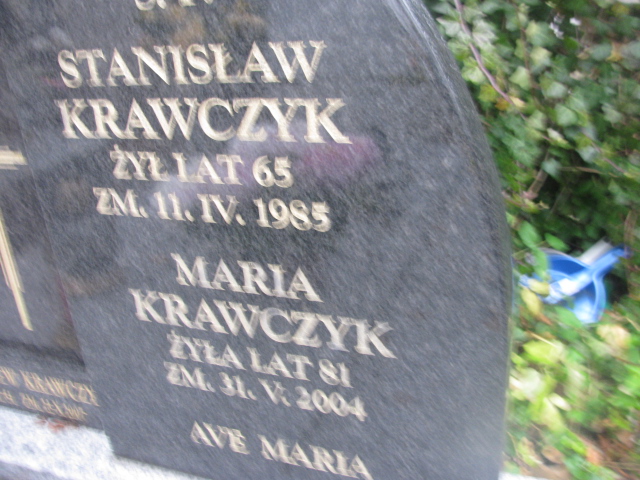 Ś. P.
STANISŁAW
KRAWCZYK
ŻYŁ LAT 65
ZM. 11. IV. 1985
MARIA
KRAWCZYK
ŻYŁA LAT 81
ZM. 31. V. 2004
AVE MARIA